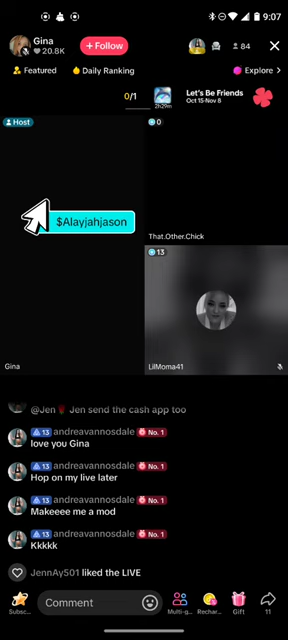 9:07
Gina
20.8K
+ Follow
84
Featured
Daily Ranking
Explore >
0/1
2h29m
Let's Be Friends
Oct 15-Nov 8
Host
0
$Alayjahjason
That.Other.Chick
13
Gina
LilMoma41
@Jen Jen send the cash app too
13 andreavannosdale No. 1
love you Gina
13 andreavannosdale No. 1
Hop on my live later
13 andreavannosdale No. 1
Makeeee me a mod
13 andreavannosdale No. 1
Kkkkk
JennAyS01 liked the LIVE
Comment
Subsc...
Multi-g...
Rechar...
Gift
11